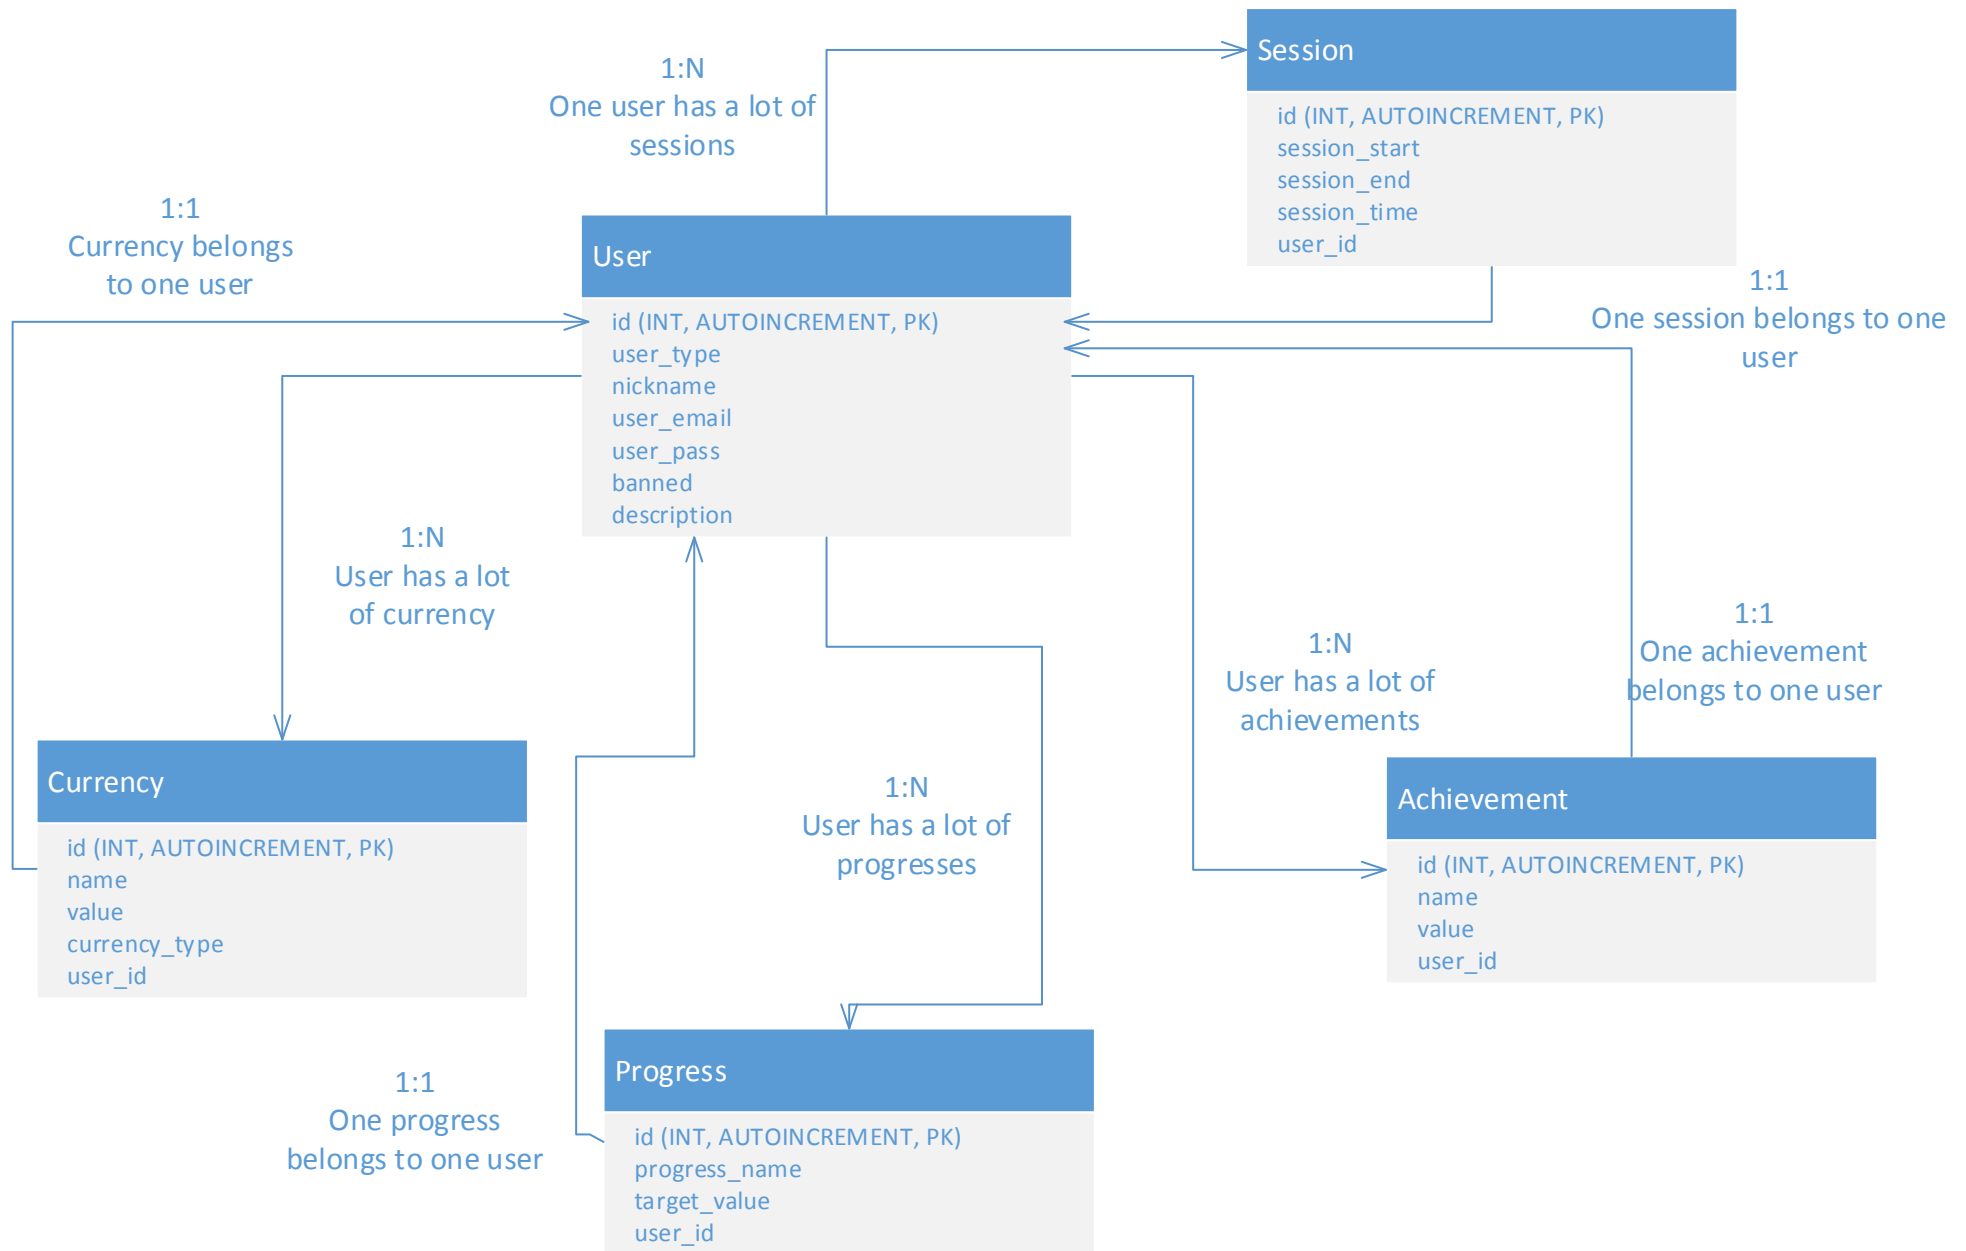 Session
id (INT, AUTOINCREMENT, PK)
session_start
session_end
session_time
user_id
1:N
One user has a lot of
sessions
1:1
Currency belongs
to one user
User
id (INT, AUTOINCREMENT, PK)
user_type
nickname
user_email
user_pass
banned
description
1:1
One session belongs to one
user
1:N
User has a lot
of currency
1:N
User has a lot of
achievements
1:1
One achievement
belongs to one user
Currency
id (INT, AUTOINCREMENT, PK)
name
value
currency_type
user_id
1:N
User has a lot of
progresses
Achievement
id (INT, AUTOINCREMENT, PK)
name
value
user_id
1:1
One progress
belongs to one user
Progress
id (INT, AUTOINCREMENT, PK)
progress_name
target_value
user_id